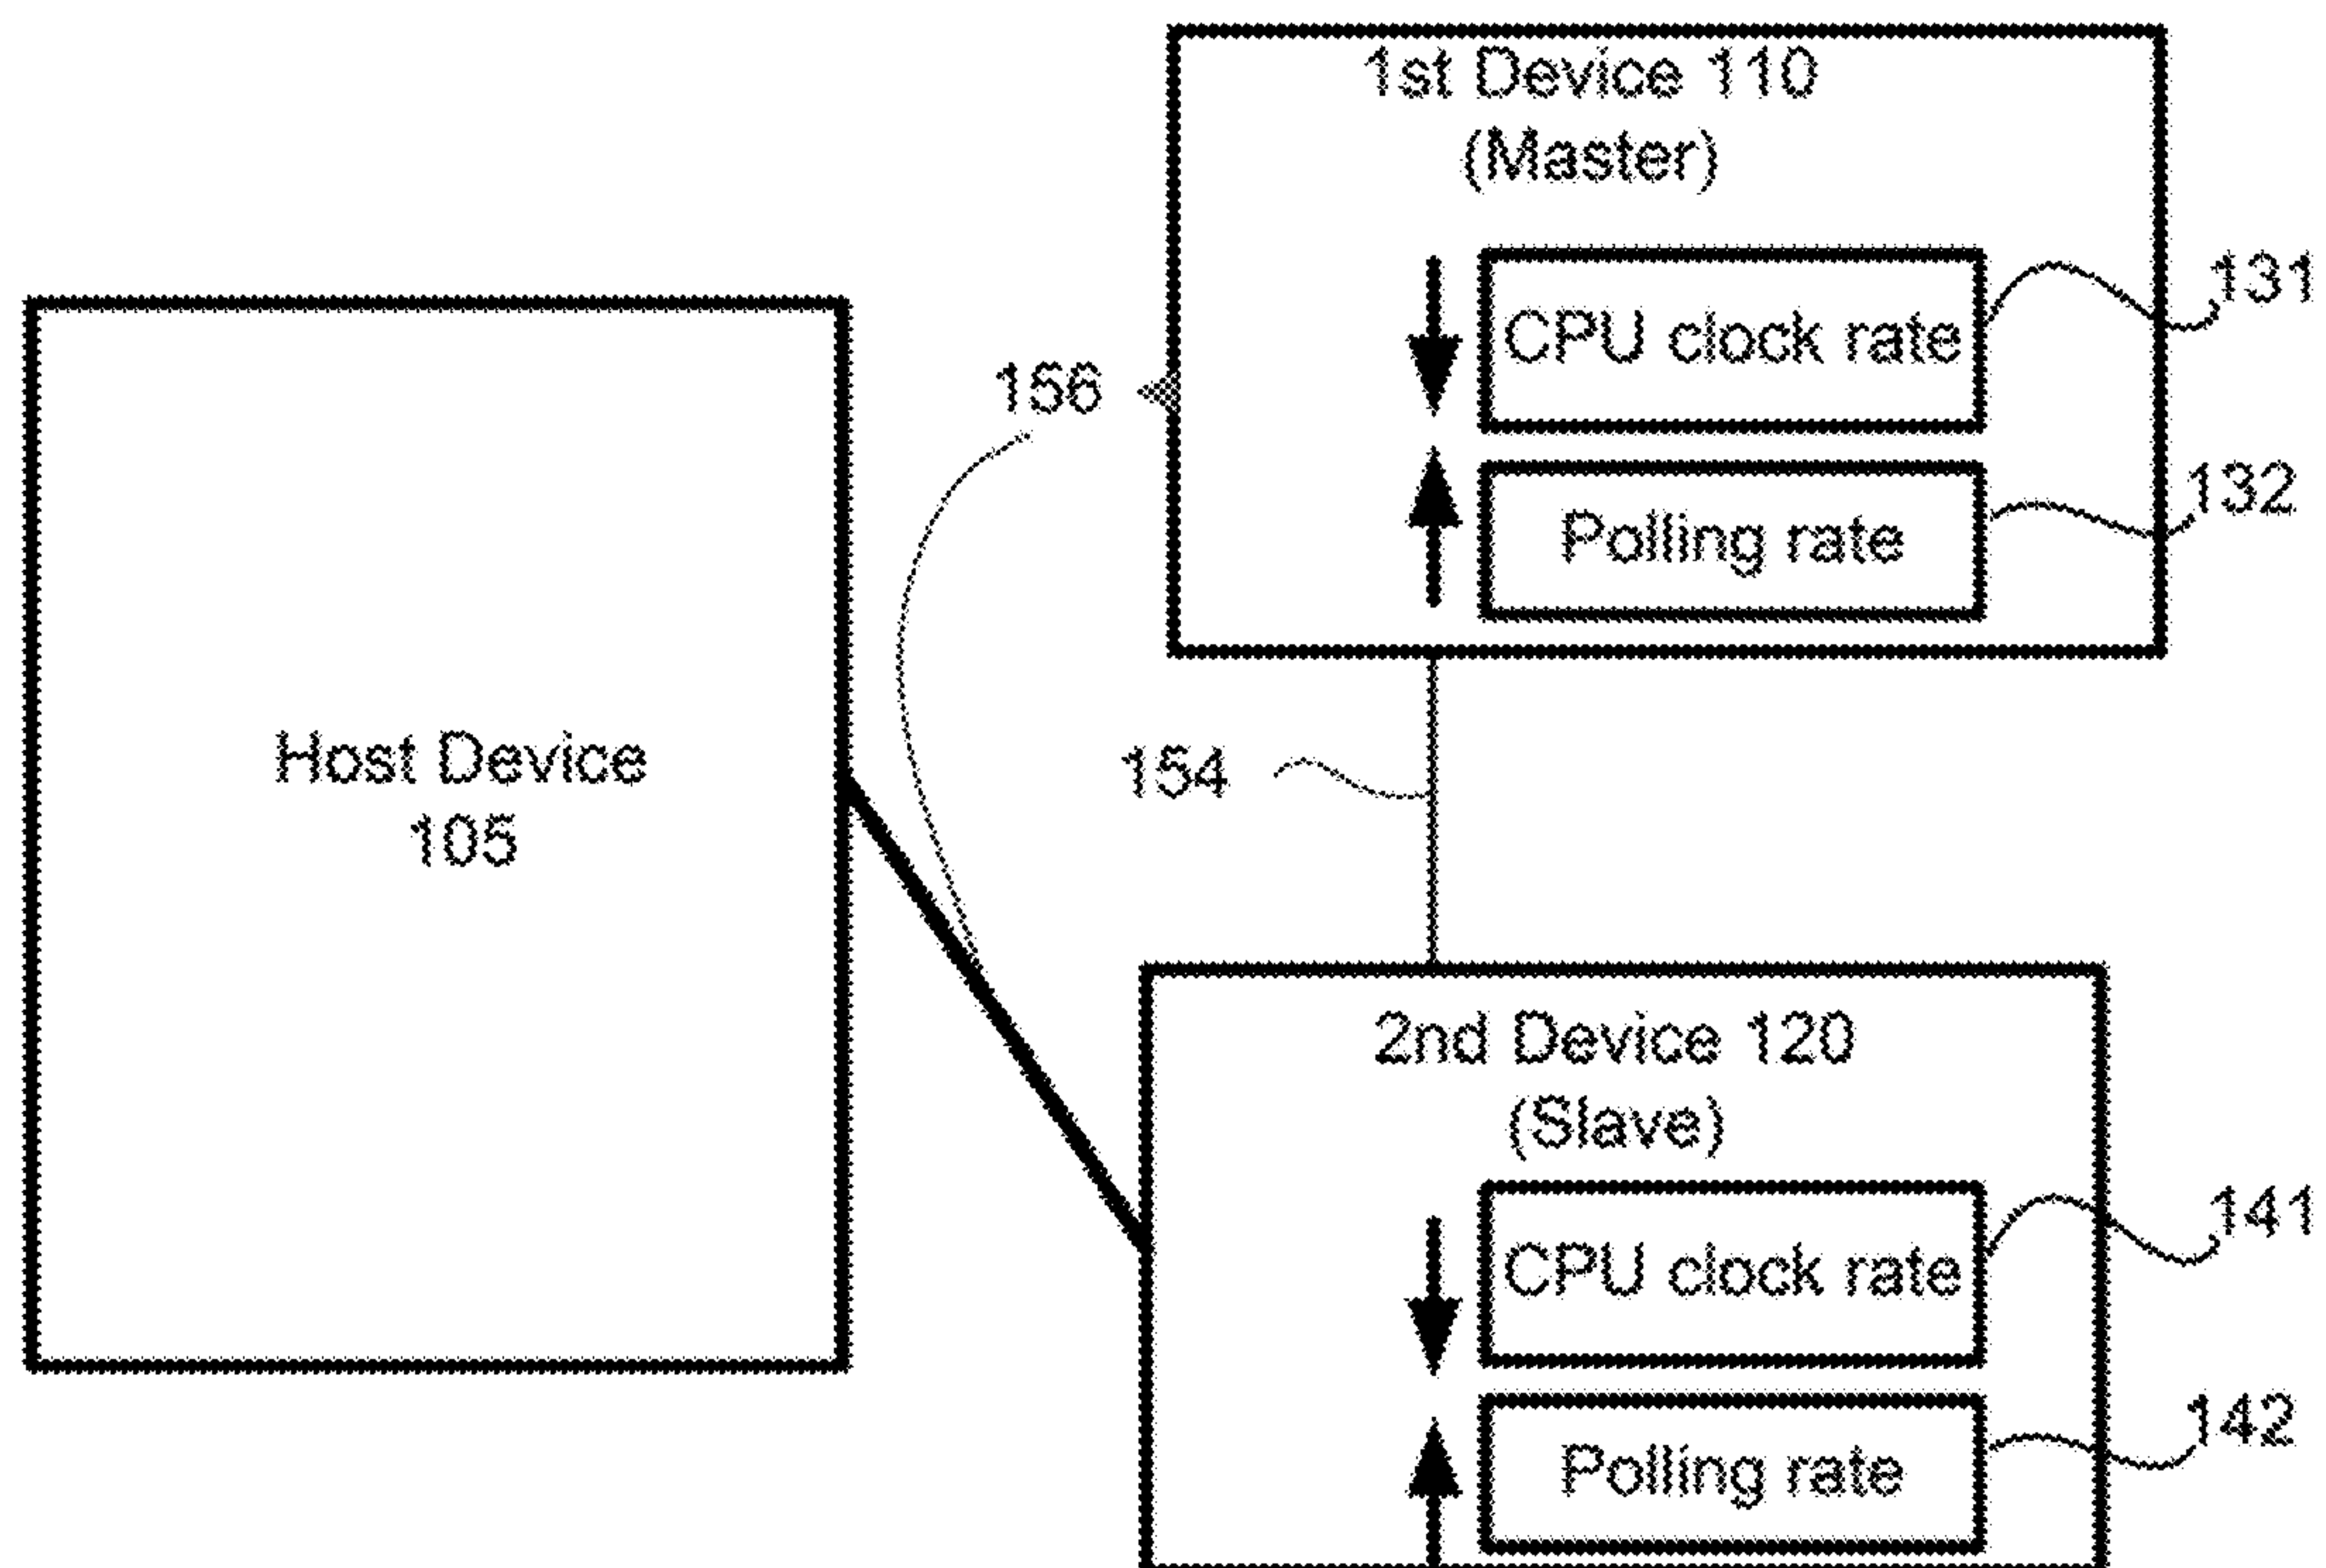 1st Device 110
(Master)
CPU clock rate
131
Polling rate
132
156
Host Device
105
154
2nd Device 120
(Slave)
CPU clock rate
141
Polling rate
142